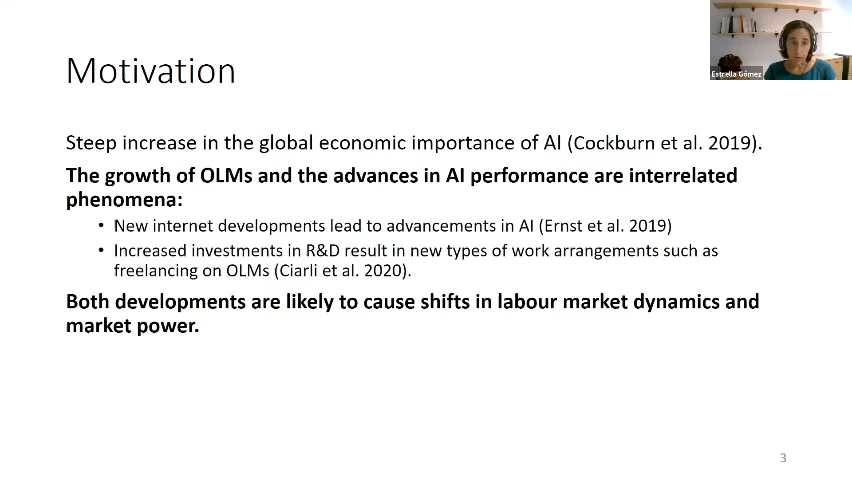 Motivation
Estrella Gómez
Steep increase in the global economic importance of AI (Cockburn et al. 2019).
The growth of OLMs and the advances in AI performance are interrelated
phenomena:
• New internet developments lead to advancements in AI (Ernst et al. 2019)
• Increased investments in R&D result in new types of work arrangements such as
freelancing on OLMs (Ciarli et al. 2020).
Both developments are likely to cause shifts in labour market dynamics and
market power.
3